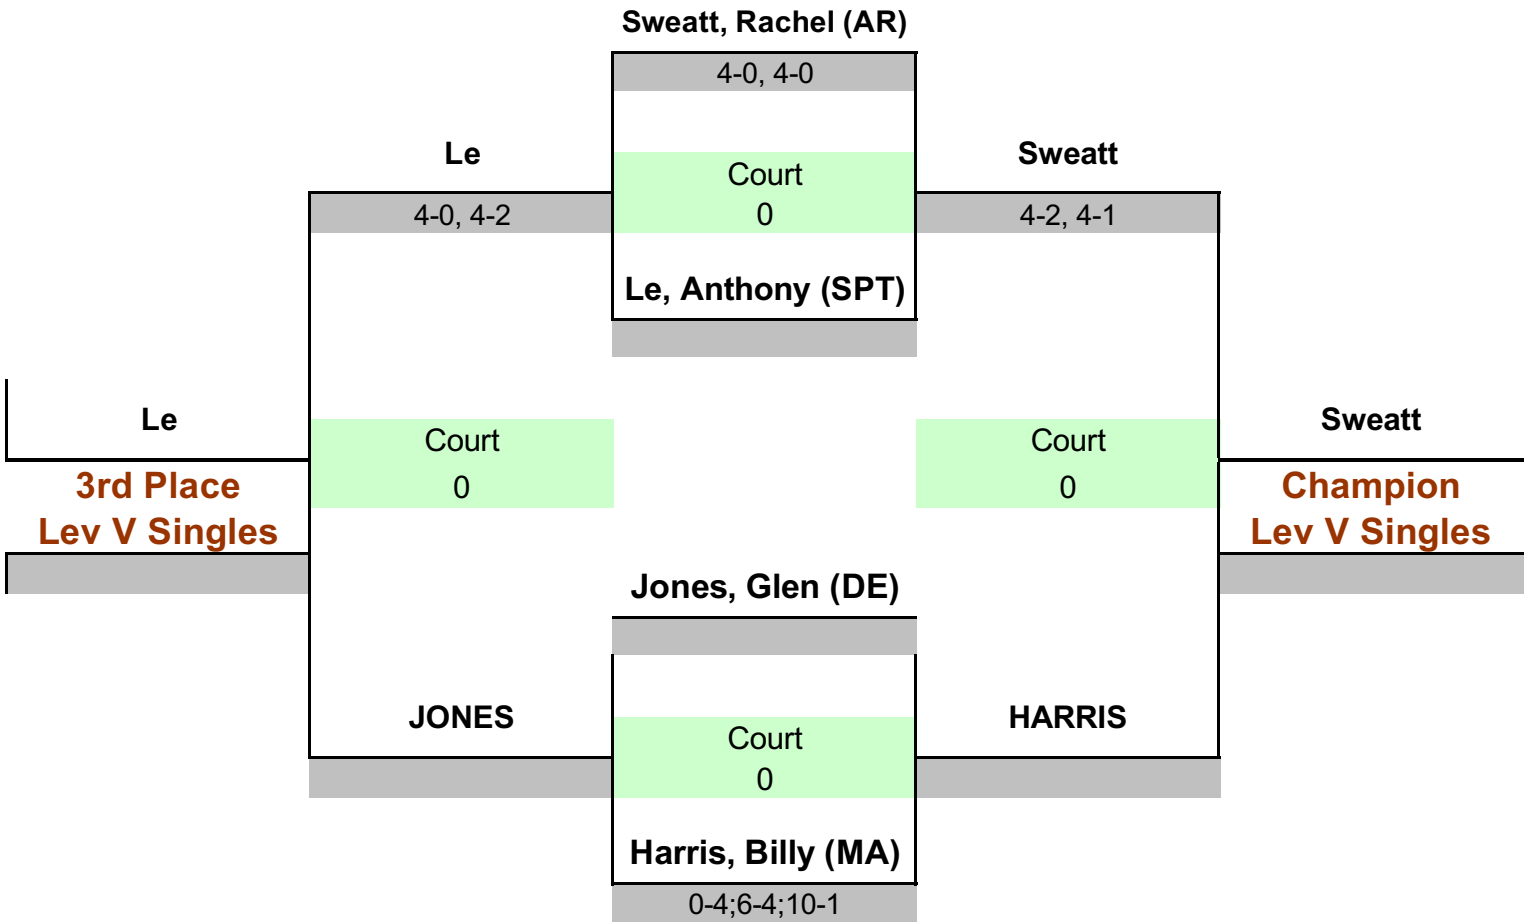 Sweatt, Rachel (AR)
4-0, 4-0
Le
Court
0
Sweatt
4-0, 4-2
4-2, 4-1
Le, Anthony (SPT)
Le
Court
0
Court
0
Sweatt
3rd Place
Lev V Singles
Champion
Lev V Singles
Jones, Glen (DE)
JONES
Court
0
HARRIS
Harris, Billy (MA)
0-4;6-4;10-1